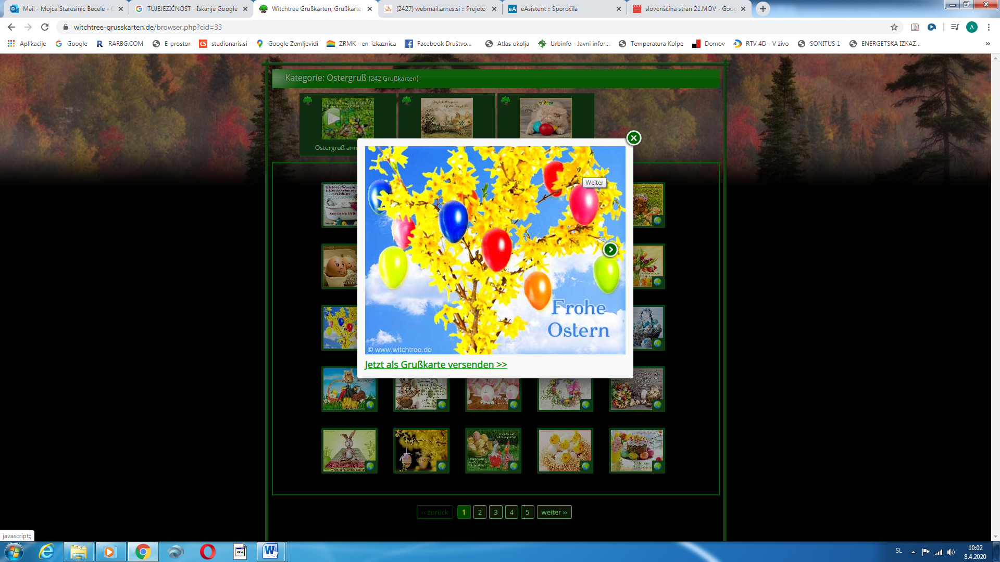 Mail - Mojca Staresinic Becele - O
TUJEJEZIČNOST - Iskanje Google
Witchtree Grußkarten, Grußkarte
(2427) webmail.arnes.si :: Prejeto
eAsistent :: Sporočila
slovenščina stran 21.MOV - Goog
witchtree-grusskarten.de/browser.php?cid=33
A
Aplikacije
Google
RARBG.COM
E-prostor
studionaris.si
Google Zemljevidi
ZRMK - en. izkaznica
Facebook Društvo...
Atlas okolja
Urbinfo - Javni infor...
Temperatura Kolpe
Domov
RTV 4D - V živo
SONITUS 1
ENERGETSKA IZKAZ...
»
Kategorie: Ostergruß (242 Grußkarten)
Ostergruß ani
Weiter
Frohe
Ostern
© www.witchtree.de
Jetzt als Grußkarte versenden >>
‹‹ zurück 1 2 3 4 5 weiter ››
javascript:;
SL
10:02
8.4.2020